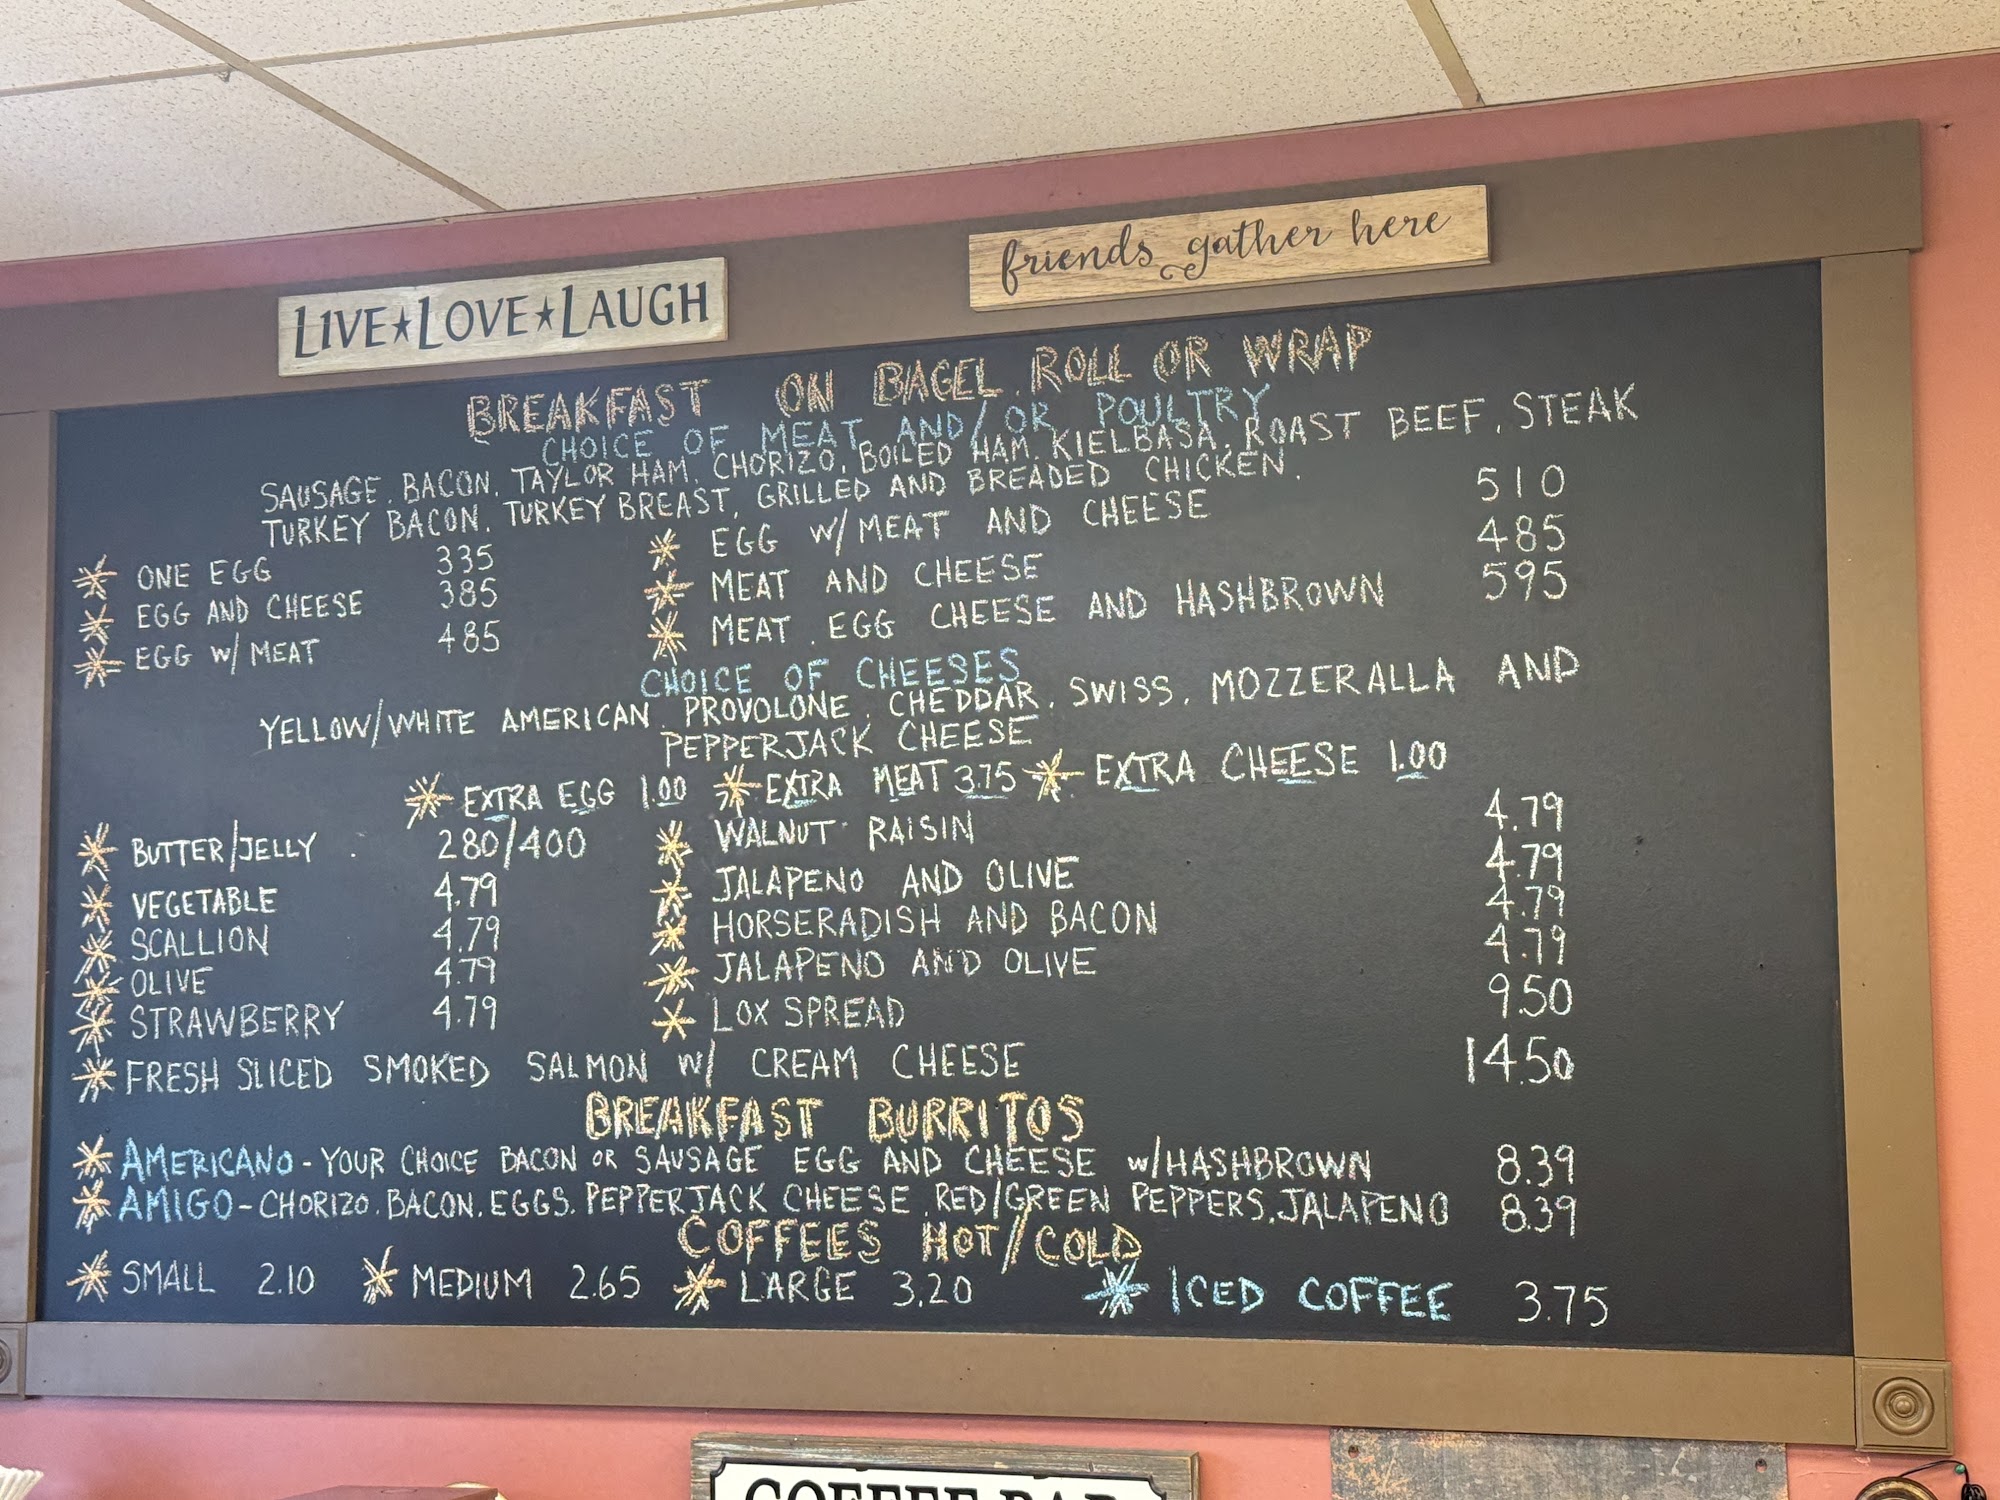 LIVE★LOVE★LAUGH
friends gather here
BREAKFAST ON BAGEL, ROLL OR WRAP
CHOICE OF MEAT AND/OR POULTRY
SAUSAGE, BACON, TAYLOR HAM, CHORIZO, BOILED HAM, KIELBASA, ROAST BEEF, STEAK
TURKEY BACON, TURKEY BREAST, GRILLED AND BREADED CHICKEN.
* ONE EGG 335
* EGG AND CHEESE 385
* EGG W/ MEAT 485
* EGG W/ MEAT AND CHEESE 510
* MEAT AND CHEESE 485
* MEAT, EGG CHEESE AND HASHBROWN 595
CHOICE OF CHEESES
YELLOW/WHITE AMERICAN, PROVOLONE, CHEDDAR, SWISS, MOZZERALLA AND
PEPPERJACK CHEESE
* EXTRA EGG 1.00 * EXTRA MEAT 3.75 * EXTRA CHEESE 1.00
* BUTTER/JELLY . 280/400
* VEGETABLE 4.79
* SCALLION 4.79
* OLIVE 4.79
* STRAWBERRY 4.79
* WALNUT RAISIN 4.79
* JALAPENO AND OLIVE 4.79
* HORSERADISH AND BACON 4.79
* JALAPENO AND OLIVE 4.79
* LOX SPREAD 9.50
* FRESH SLICED SMOKED SALMON W/ CREAM CHEESE 14.50
BREAKFAST BURRITOS
* AMERICANO - YOUR CHOICE BACON OR SAUSAGE EGG AND CHEESE W/HASHBROWN 8.39
* AMIGO - CHORIZO, BACON, EGGS, PEPPERJACK CHEESE, RED/GREEN PEPPERS, JALAPENO 8.39
COFFEES HOT/COLD
* SMALL 2.10 * MEDIUM 2.65 * LARGE 3.20 * ICED COFFEE 3.75
COFFEE BAR